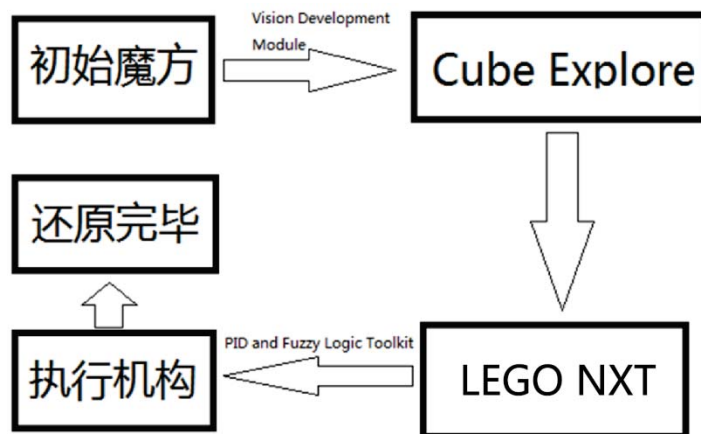 初始魔方
Vision Development
Module
Cube Explore
还原完毕
执行机构
PID and Fuzzy Logic Toolkit
LEGO NXT